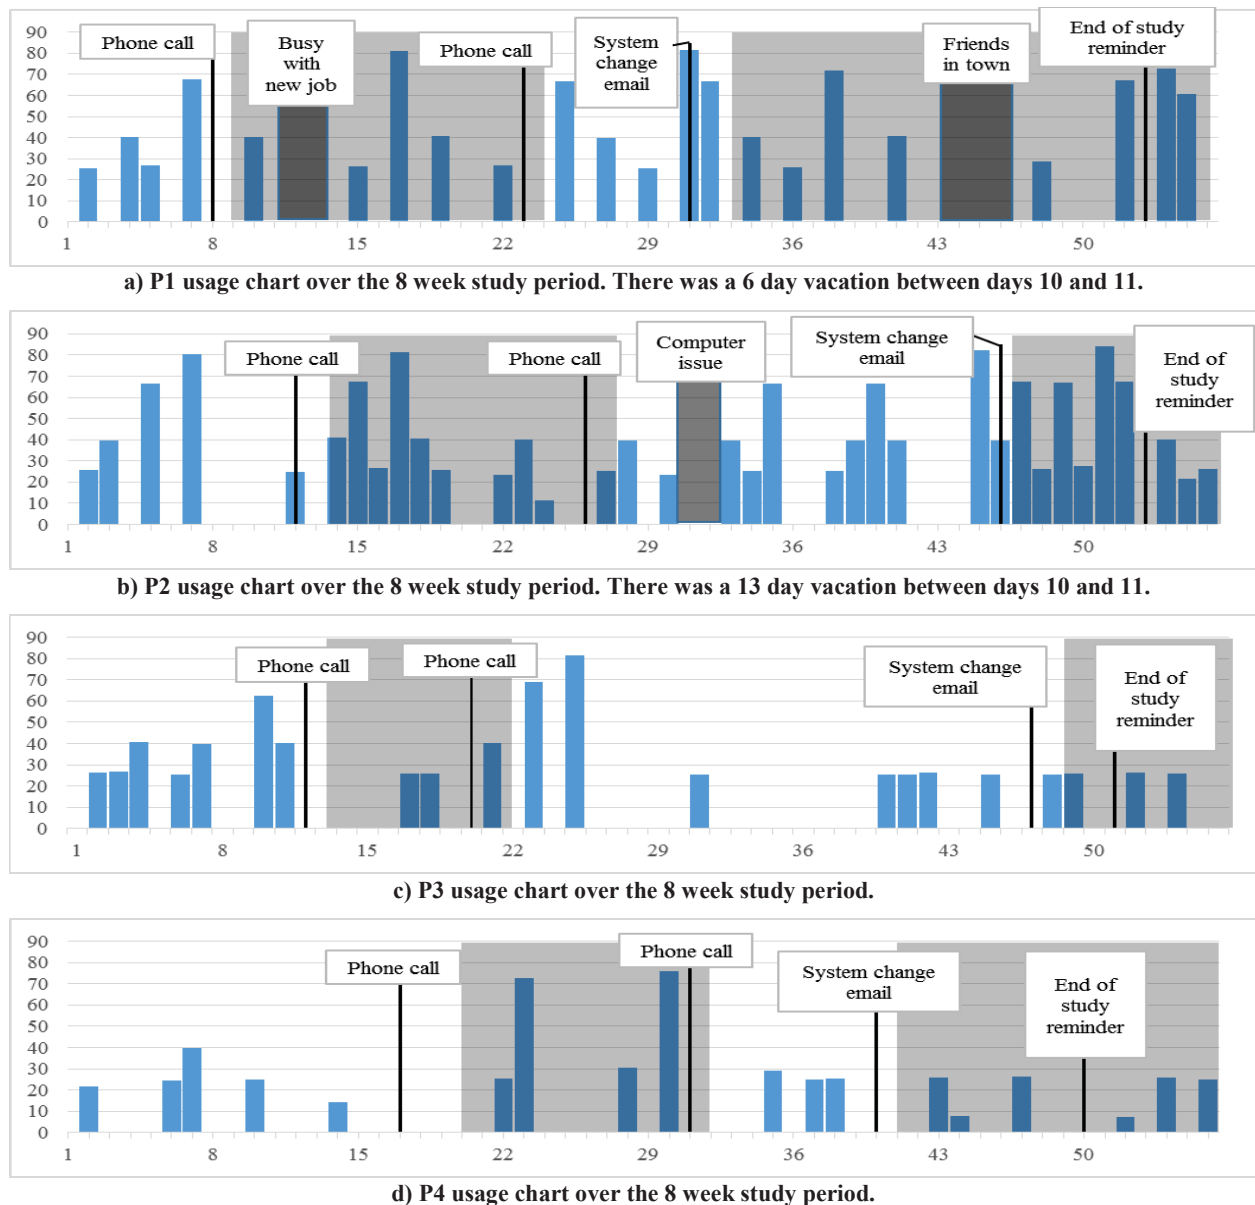 90
80
70
60
50
40
30
20
10
0
Phone call
Busy
with
new job
Phone call
System
change
email
Friends
in town
End of study
reminder
1 8 15 22 29 36 43 50
a) P1 usage chart over the 8 week study period. There was a 6 day vacation between days 10 and 11.
90
80
70
60
50
40
30
20
10
0
Phone call
Phone call
Computer
issue
System change
email
End of
study
reminder
1 8 15 22 29 36 43 50
b) P2 usage chart over the 8 week study period. There was a 13 day vacation between days 10 and 11.
90
80
70
60
50
40
30
20
10
0
Phone call
Phone call
System change
email
End of
study
reminder
1 8 15 22 29 36 43 50
c) P3 usage chart over the 8 week study period.
90
80
70
60
50
40
30
20
10
0
Phone call
Phone call
System change
email
End of
study
reminder
1 8 15 22 29 36 43 50
d) P4 usage chart over the 8 week study period.